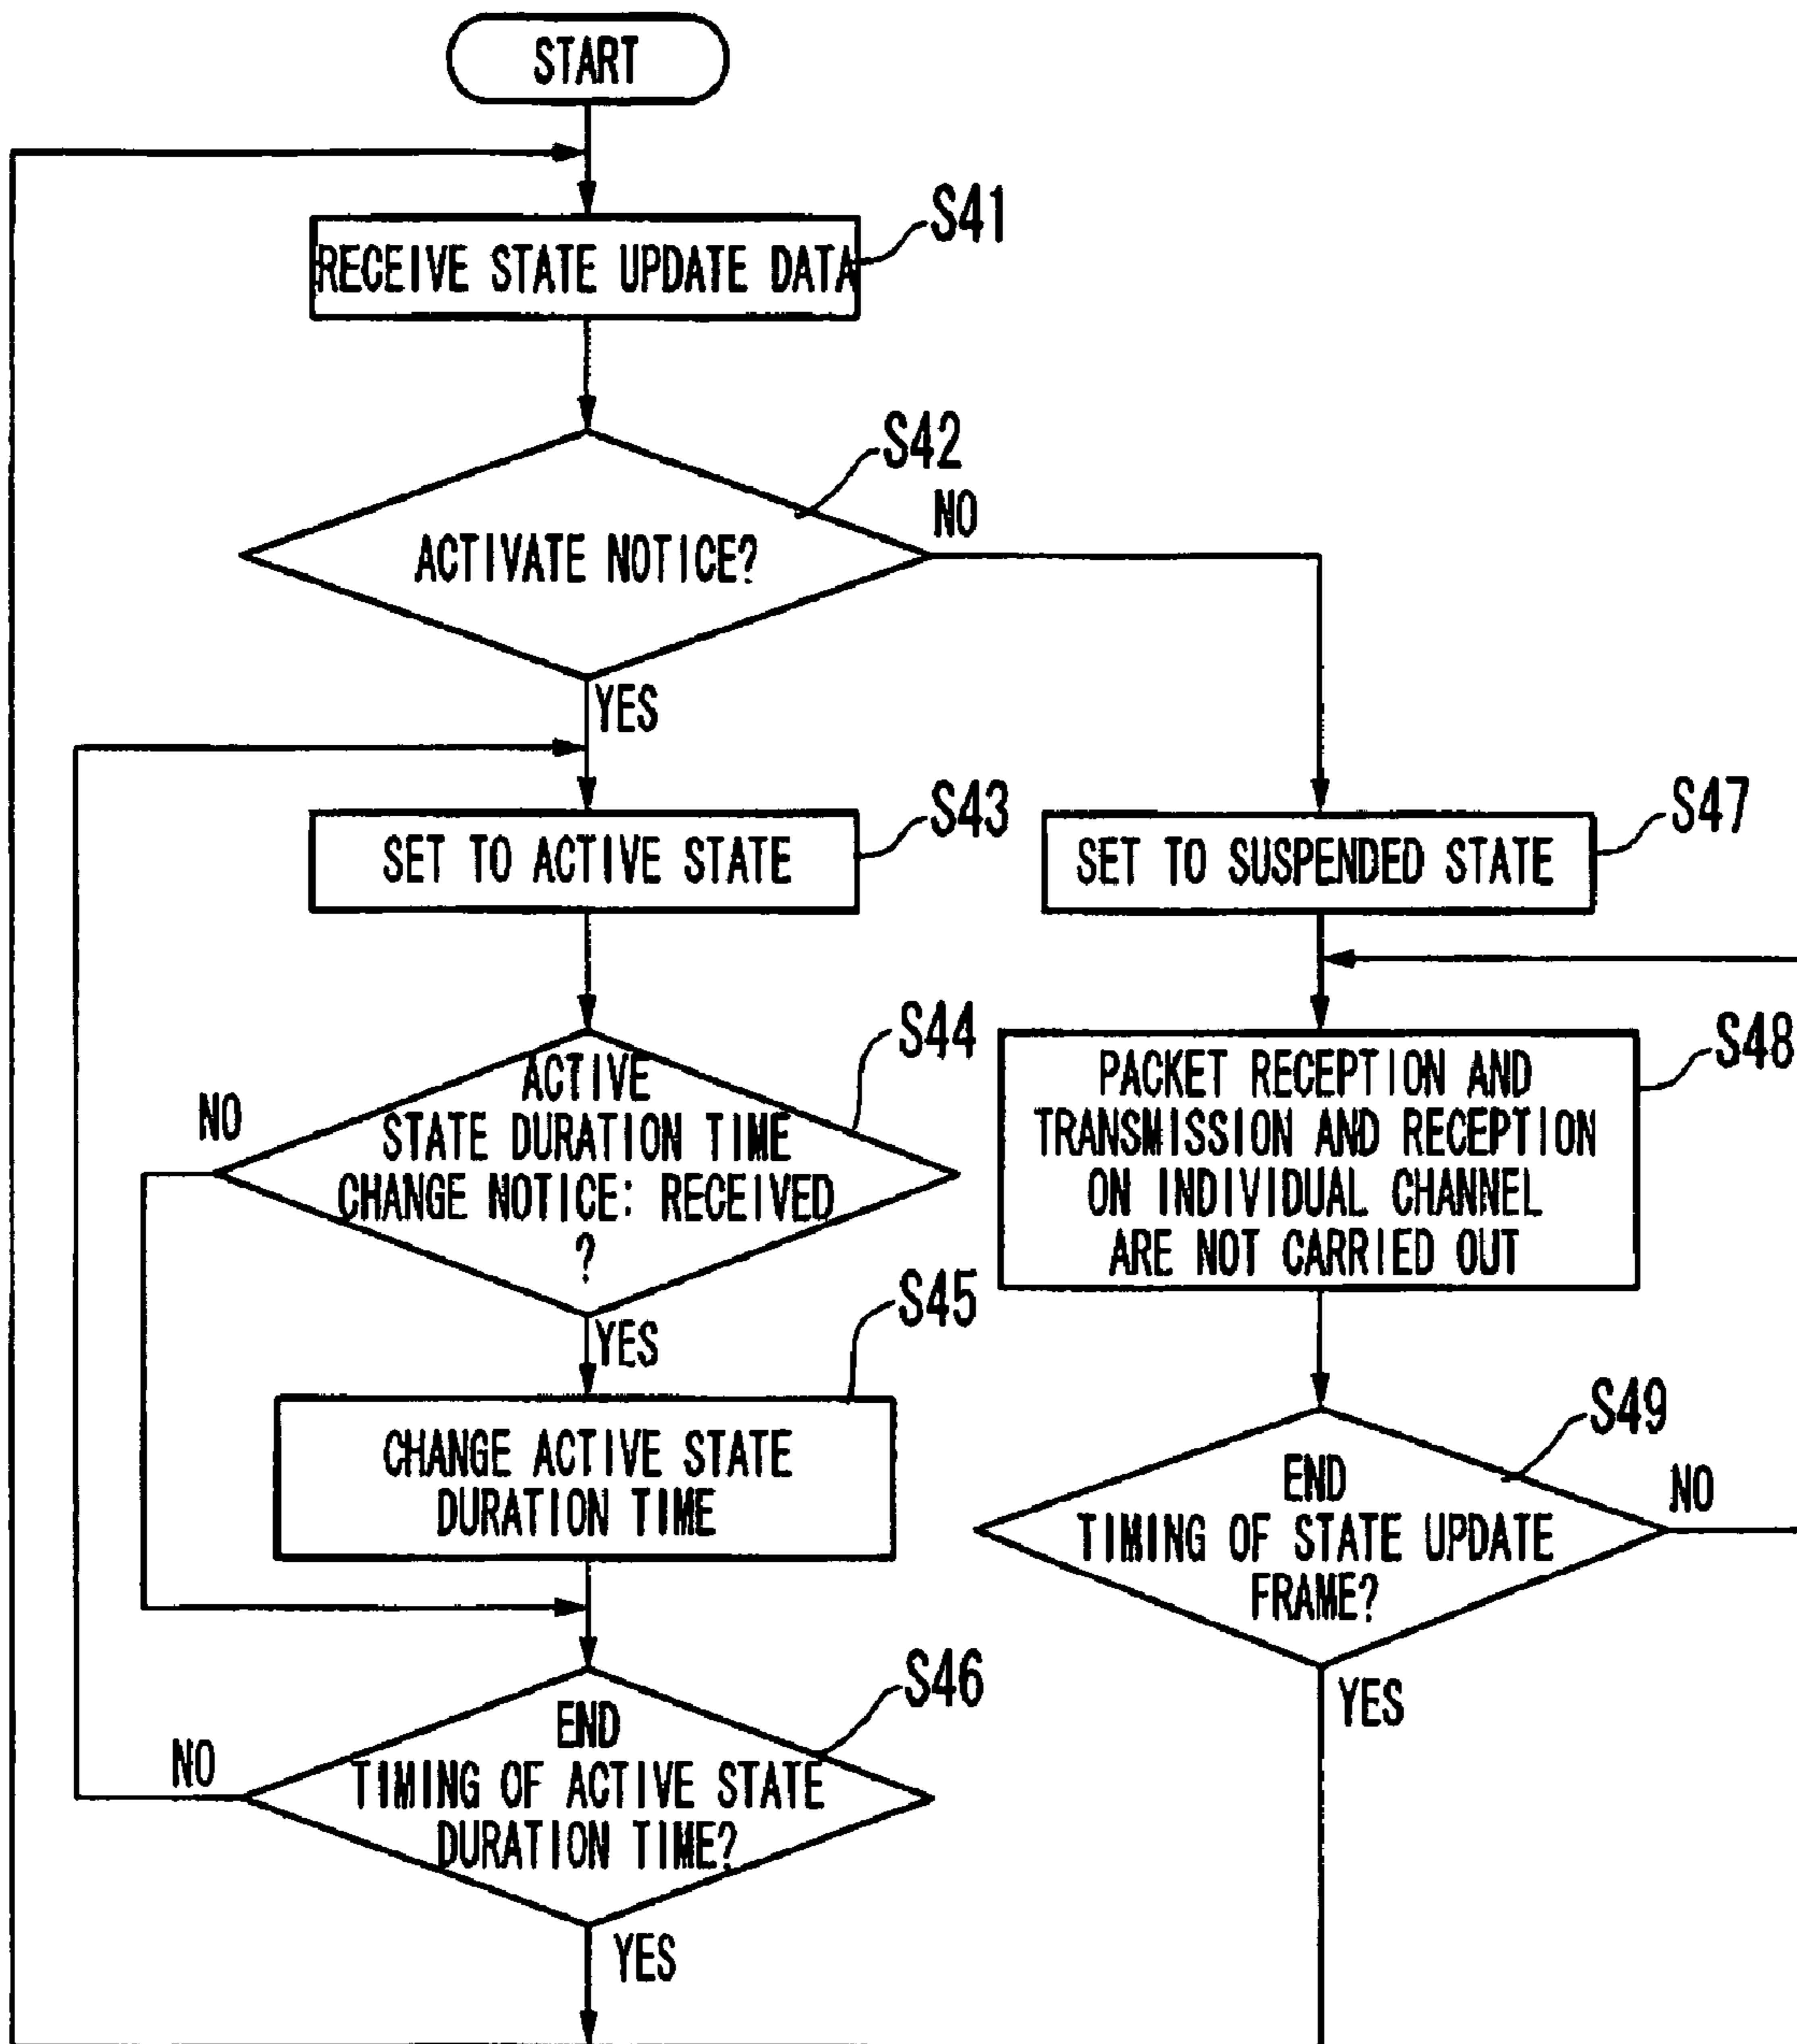 START
S41
RECEIVE STATE UPDATE DATA
S42
NO
ACTIVATE NOTICE?
YES
S43
SET TO ACTIVE STATE
S47
SET TO SUSPENDED STATE
S44
NO
ACTIVE
STATE DURATION TIME
CHANGE NOTICE: RECEIVED
?
YES
S48
PACKET RECEPTION AND
TRANSMISSION AND RECEPTION
ON INDIVIDUAL CHANNEL
ARE NOT CARRIED OUT
S45
CHANGE ACTIVE STATE
DURATION TIME
S49
NO
END
TIMING OF STATE UPDATE
FRAME?
YES
S46
NO
END
TIMING OF ACTIVE STATE
DURATION TIME?
YES